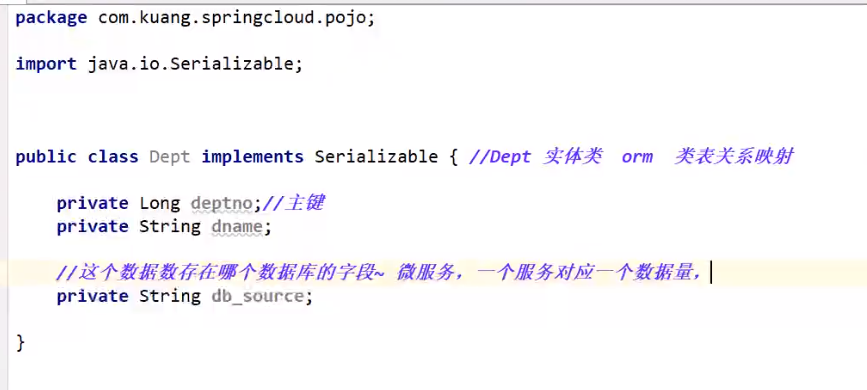 package com.kuang.springcloud.pojo;
import java.io.Serializable;
public class Dept implements Serializable { //Dept 实体类 orm 类表关系映射
private Long deptno;//主键
private String dname;
//这个数据数存在哪个数据库的字段~ 微服务，一个服务对应一个数据量，
private String db_source;
}